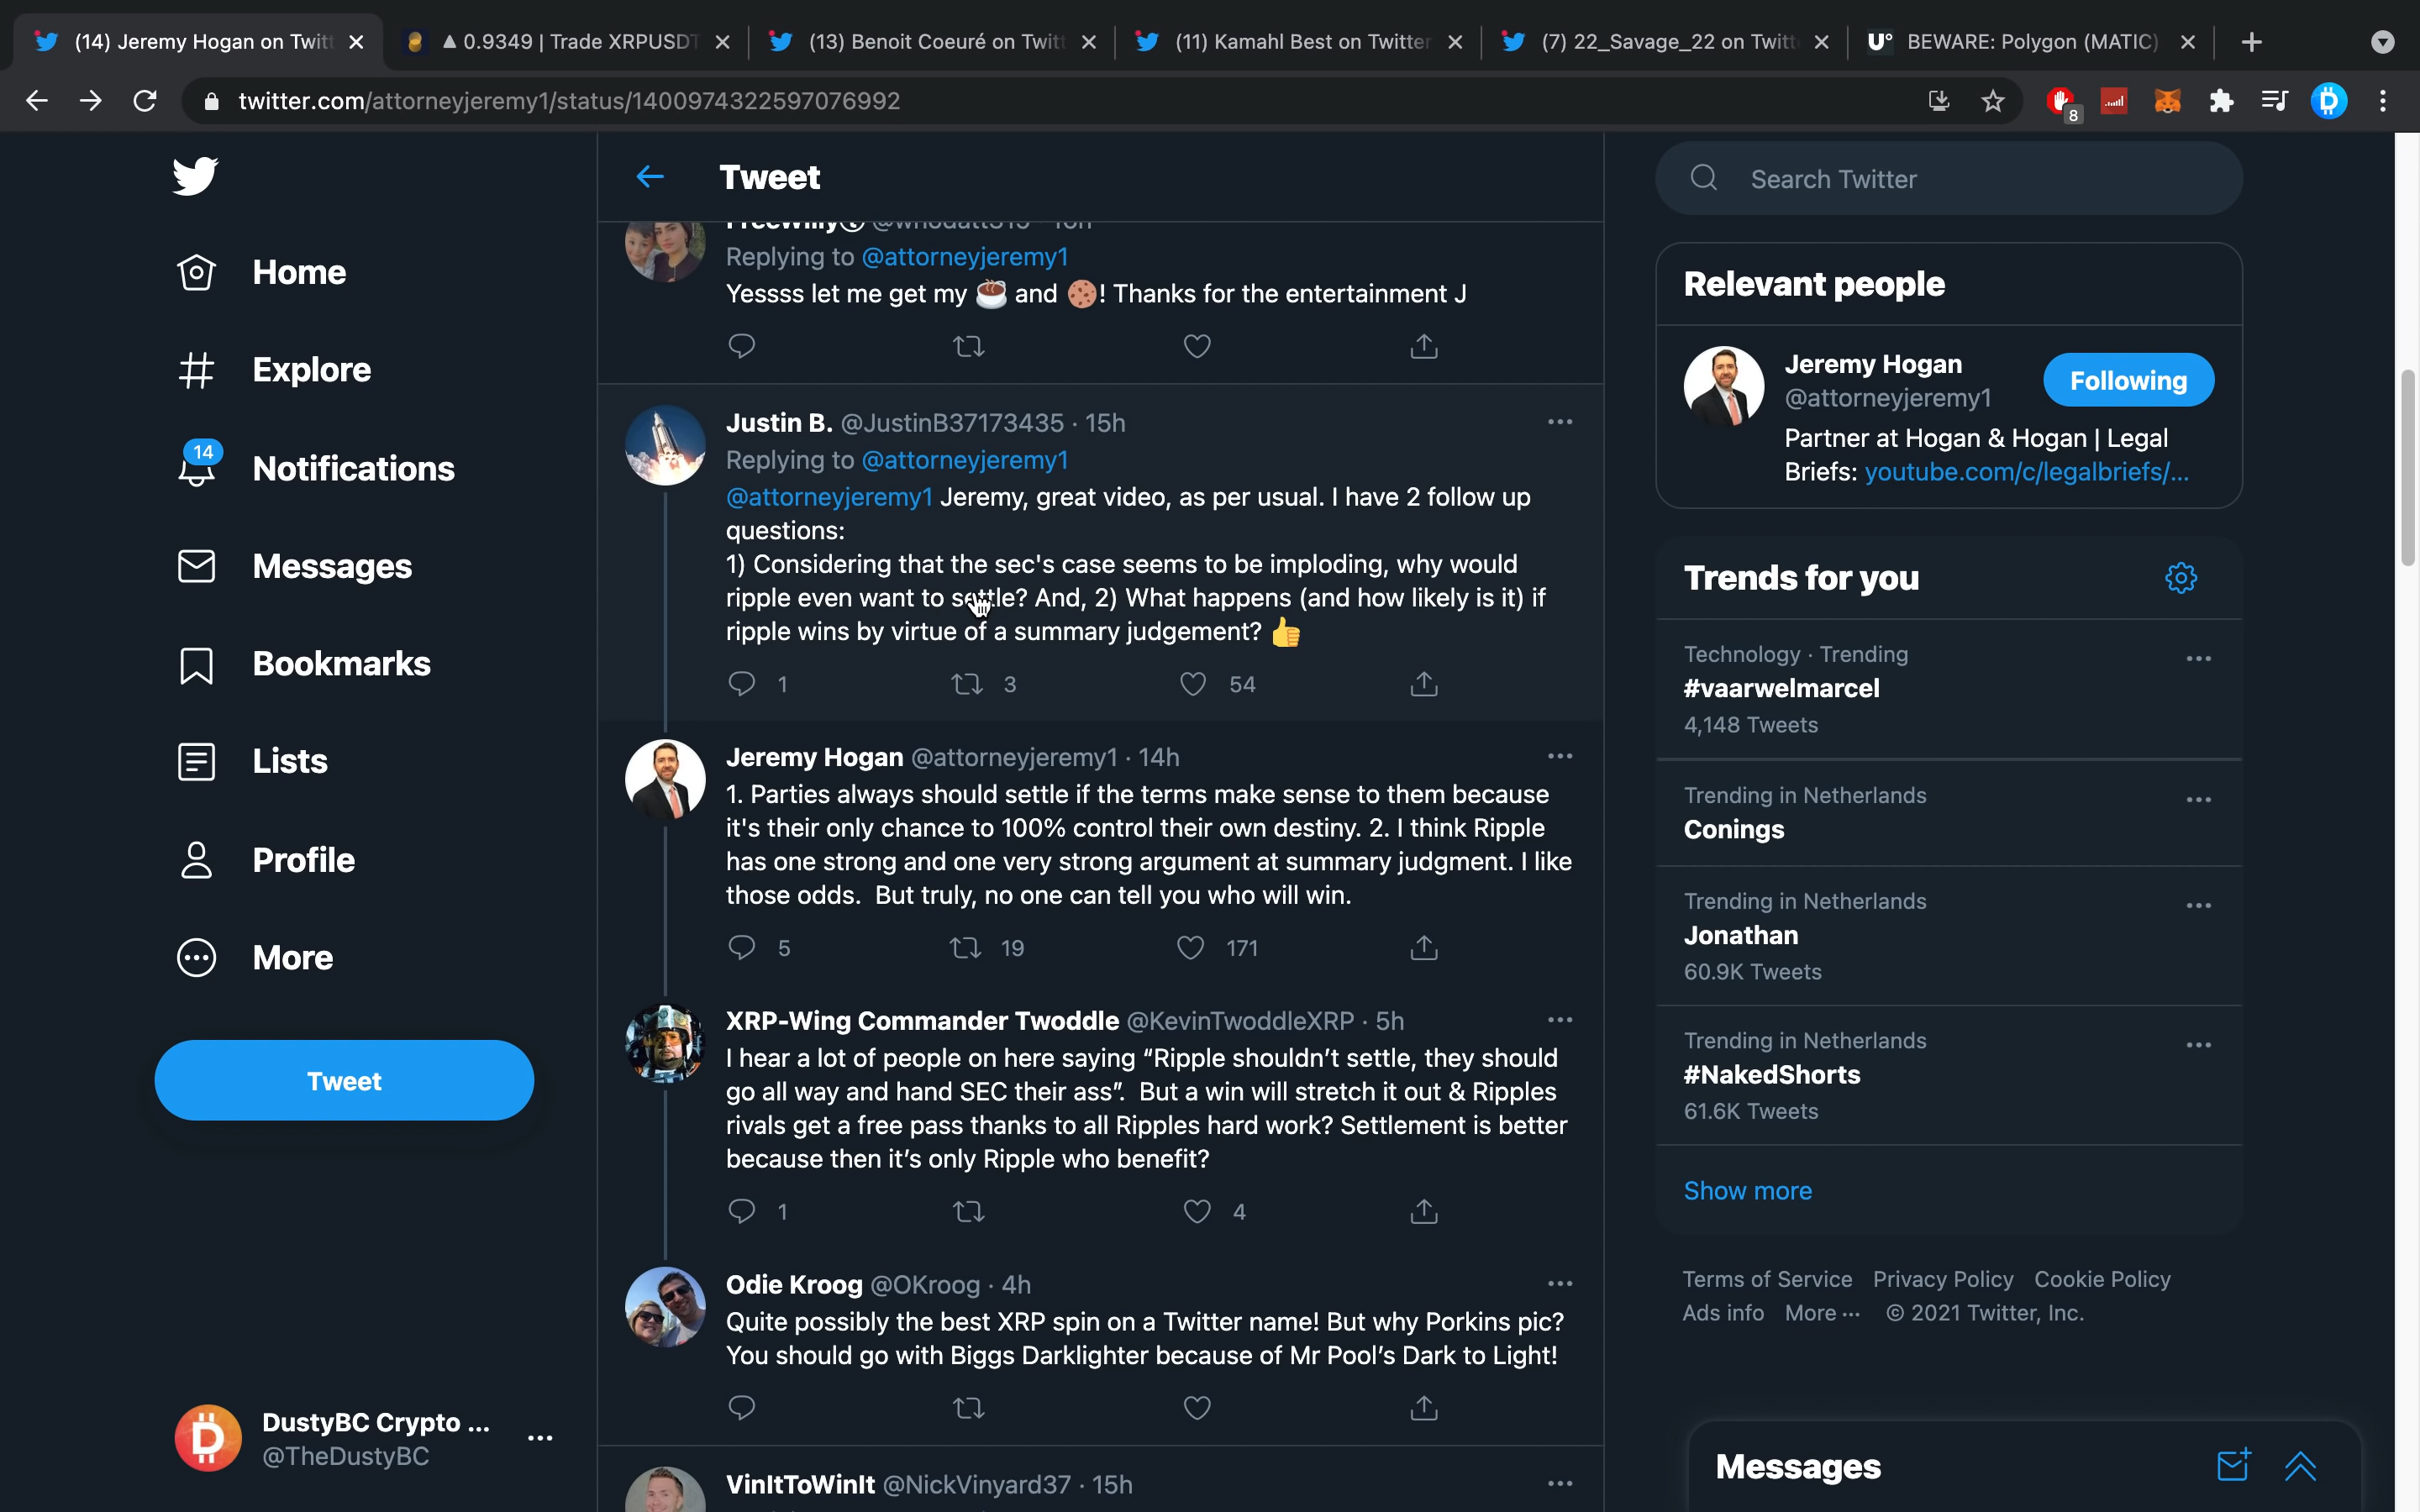 (14) Jeremy Hogan on Twit
▲ 0.9349 | Trade XRPUSDT
(13) Benoit Coeuré on Twitt
(11) Kamahl Best on Twitter
(7) 22_Savage_22 on Twitt
U° BEWARE: Polygon (MATIC)
twitter.com/attorneyjeremy1/status/1400974322597076992
8
Home
Explore
14
Notifications
Messages
Bookmarks
Lists
Profile
More
Tweet
DustyBC Crypto ...
@TheDustyBC
Tweet
Replying to @attorneyjeremy1
Yessss let me get my ☕ and 🍪! Thanks for the entertainment J
Justin B. @JustinB37173435 · 15h
Replying to @attorneyjeremy1
@attorneyjeremy1 Jeremy, great video, as per usual. I have 2 follow up
questions:
1) Considering that the sec's case seems to be imploding, why would
ripple even want to settle? And, 2) What happens (and how likely is it) if
ripple wins by virtue of a summary judgement? 👍
1 3 54
Jeremy Hogan @attorneyjeremy1 · 14h
1. Parties always should settle if the terms make sense to them because
it's their only chance to 100% control their own destiny. 2. I think Ripple
has one strong and one very strong argument at summary judgment. I like
those odds.  But truly, no one can tell you who will win.
5 19 171
XRP-Wing Commander Twoddle @KevinTwoddleXRP · 5h
I hear a lot of people on here saying “Ripple shouldn’t settle, they should
go all way and hand SEC their ass”.  But a win will stretch it out & Ripples
rivals get a free pass thanks to all Ripples hard work? Settlement is better
because then it’s only Ripple who benefit?
1 4
Odie Kroog @OKroog · 4h
Quite possibly the best XRP spin on a Twitter name! But why Porkins pic?
You should go with Biggs Darklighter because of Mr Pool’s Dark to Light!
VinItToWinIt @NickVinyard37 · 15h
Search Twitter
Relevant people
Jeremy Hogan
@attorneyjeremy1
Following
Partner at Hogan & Hogan | Legal
Briefs: youtube.com/c/legalbriefs/...
Trends for you
Technology · Trending
#vaarwelmarcel
4,148 Tweets
Trending in Netherlands
Conings
Trending in Netherlands
Jonathan
60.9K Tweets
Trending in Netherlands
#NakedShorts
61.6K Tweets
Show more
Terms of Service Privacy Policy Cookie Policy
Ads info More ··· © 2021 Twitter, Inc.
Messages